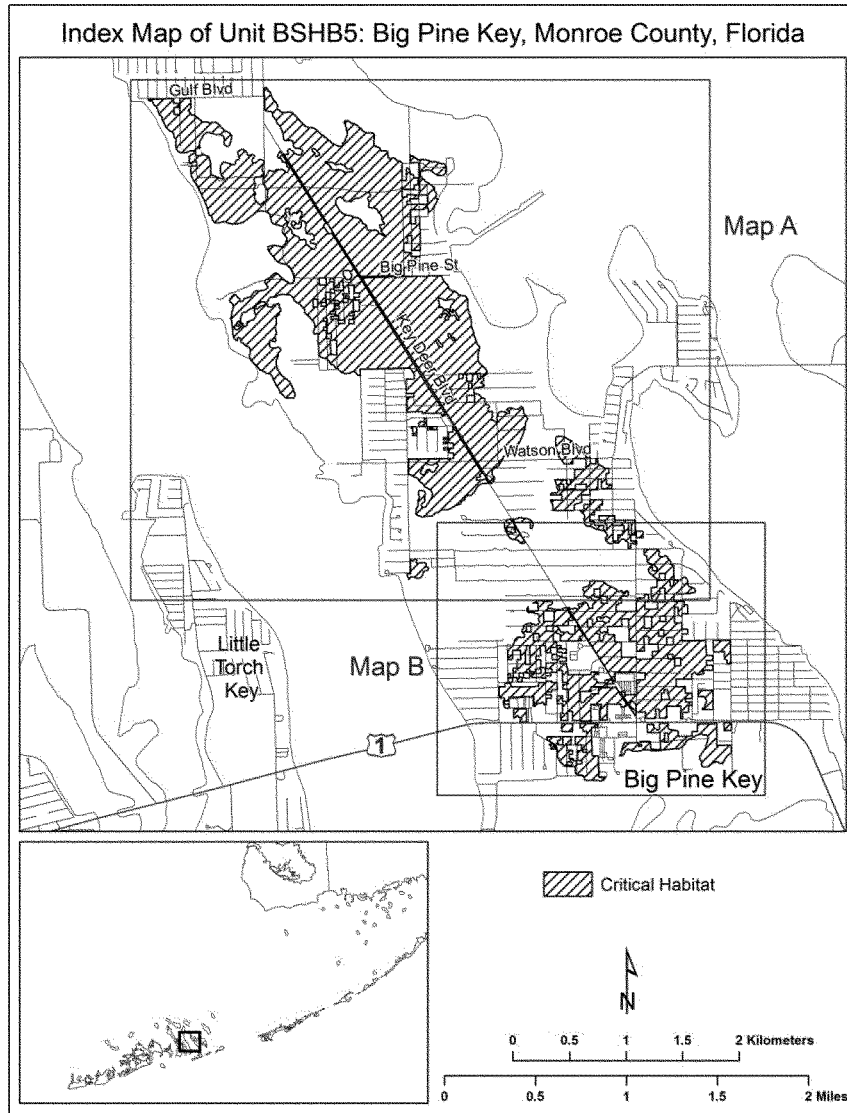 Index Map of Unit BSHB5: Big Pine Key, Monroe County, Florida
Gulf Blvd
Map A
Big Pine St
Key Deer Blvd
Watson Blvd
Little
Torch
Key
Map B
1
Big Pine Key
Critical Habitat
N
0 0.5 1 1.5 2 Kilometers
0 0.5 1 1.5 2 Miles